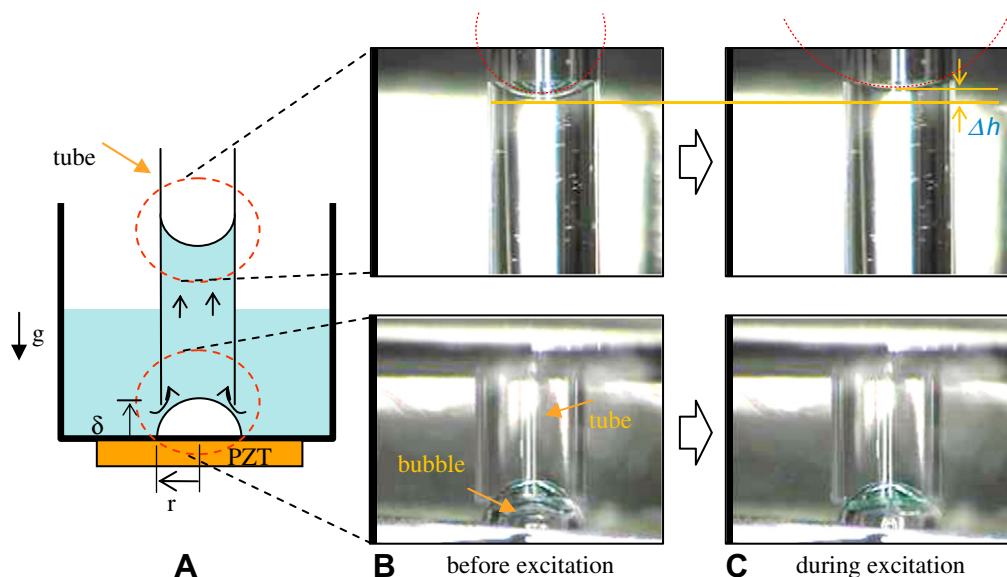 tube
g
δ
PZT
r
A
Δh
tube
bubble
B before excitation
C during excitation